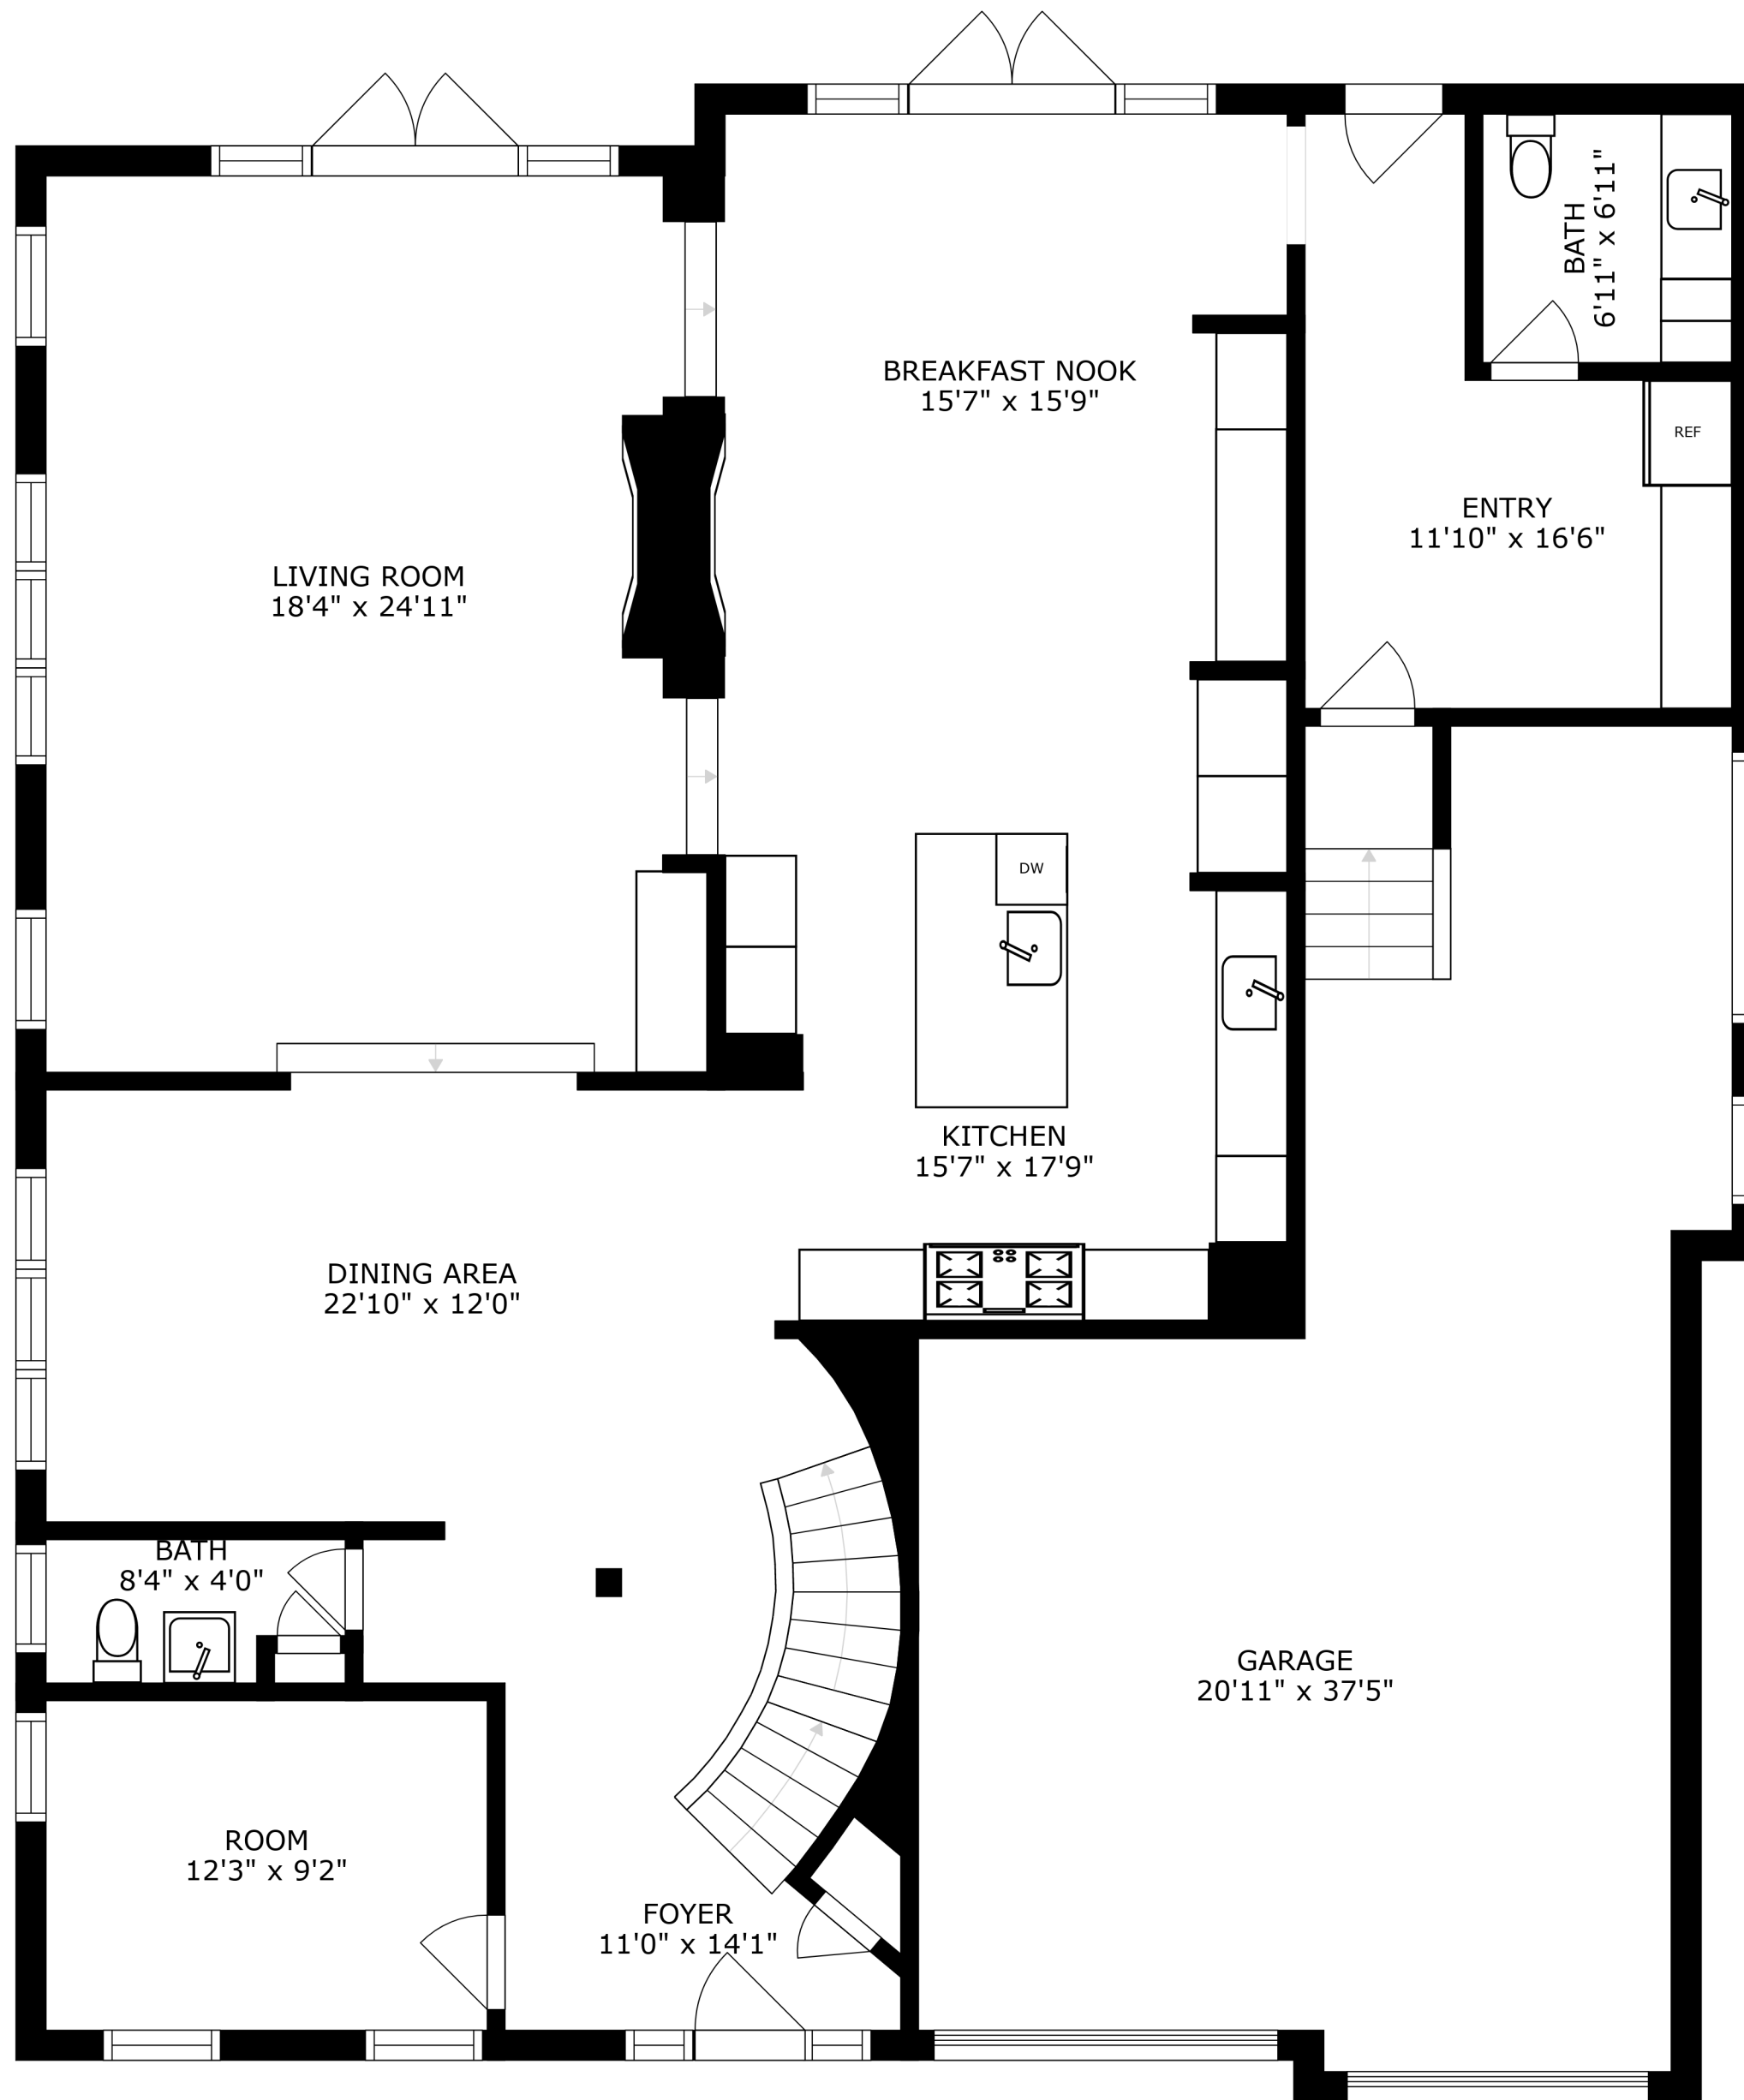 BATH
6'11" x 6'11"
BREAKFAST NOOK
15'7" x 15'9"
REF
ENTRY
11'10" x 16'6"
LIVING ROOM
18'4" x 24'11"
DW
KITCHEN
15'7" x 17'9"
DINING AREA
22'10" x 12'0"
BATH
8'4" x 4'0"
GARAGE
20'11" x 37'5"
ROOM
12'3" x 9'2"
FOYER
11'0" x 14'1"